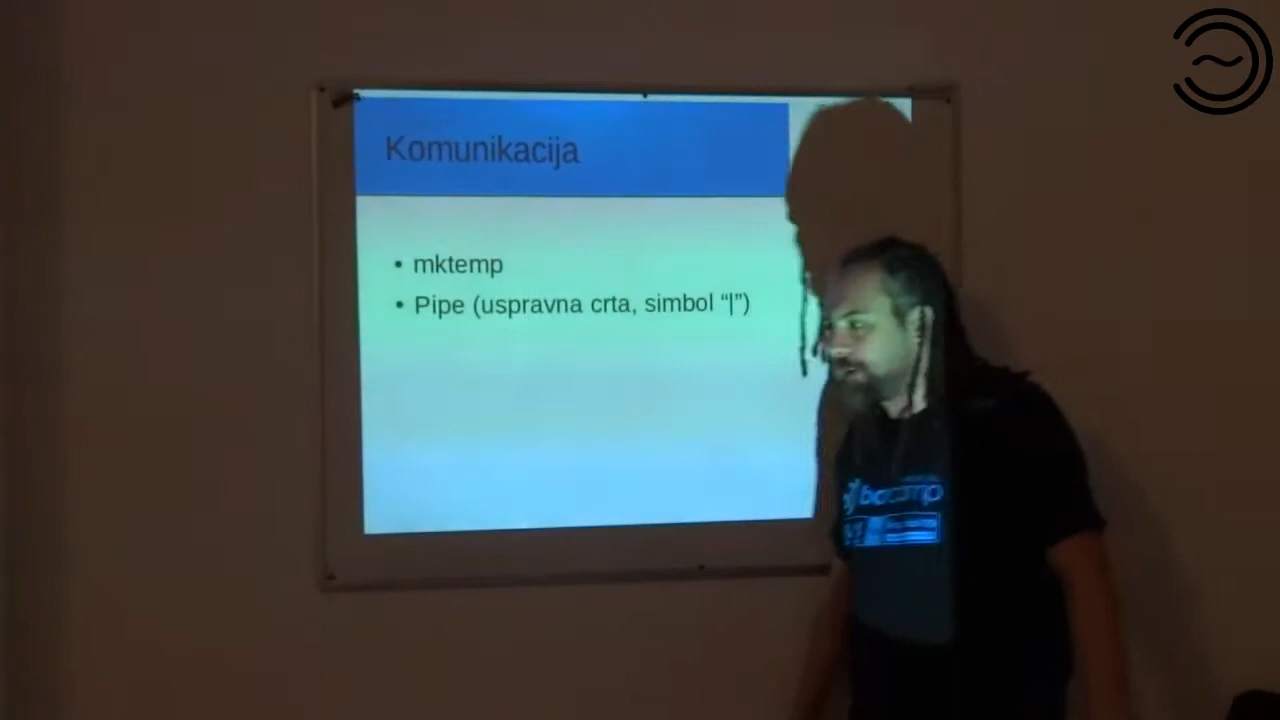 Komunikacija
• mktemp
• Pipe (uspravna crta, simbol “|”)